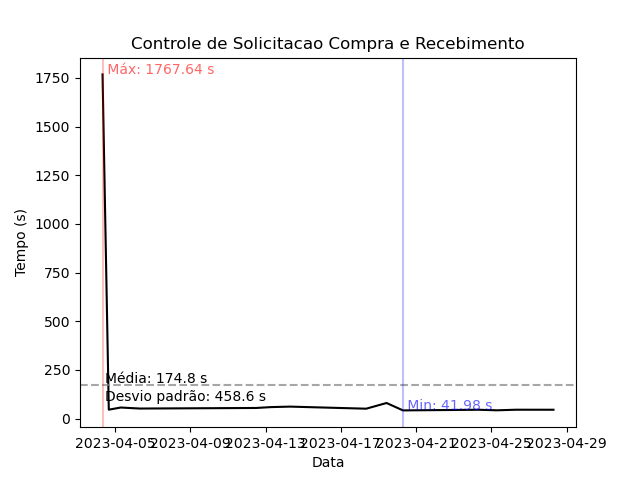 Controle de Solicitacao Compra e Recebimento
Máx: 1767.64 s
1750
1500
1250
1000
750
500
250
0
Tempo (s)
Média: 174.8 s
Desvio padrão: 458.6 s
Min: 41.98 s
2023-04-05 2023-04-09 2023-04-13 2023-04-17 2023-04-21 2023-04-25 2023-04-29
Data